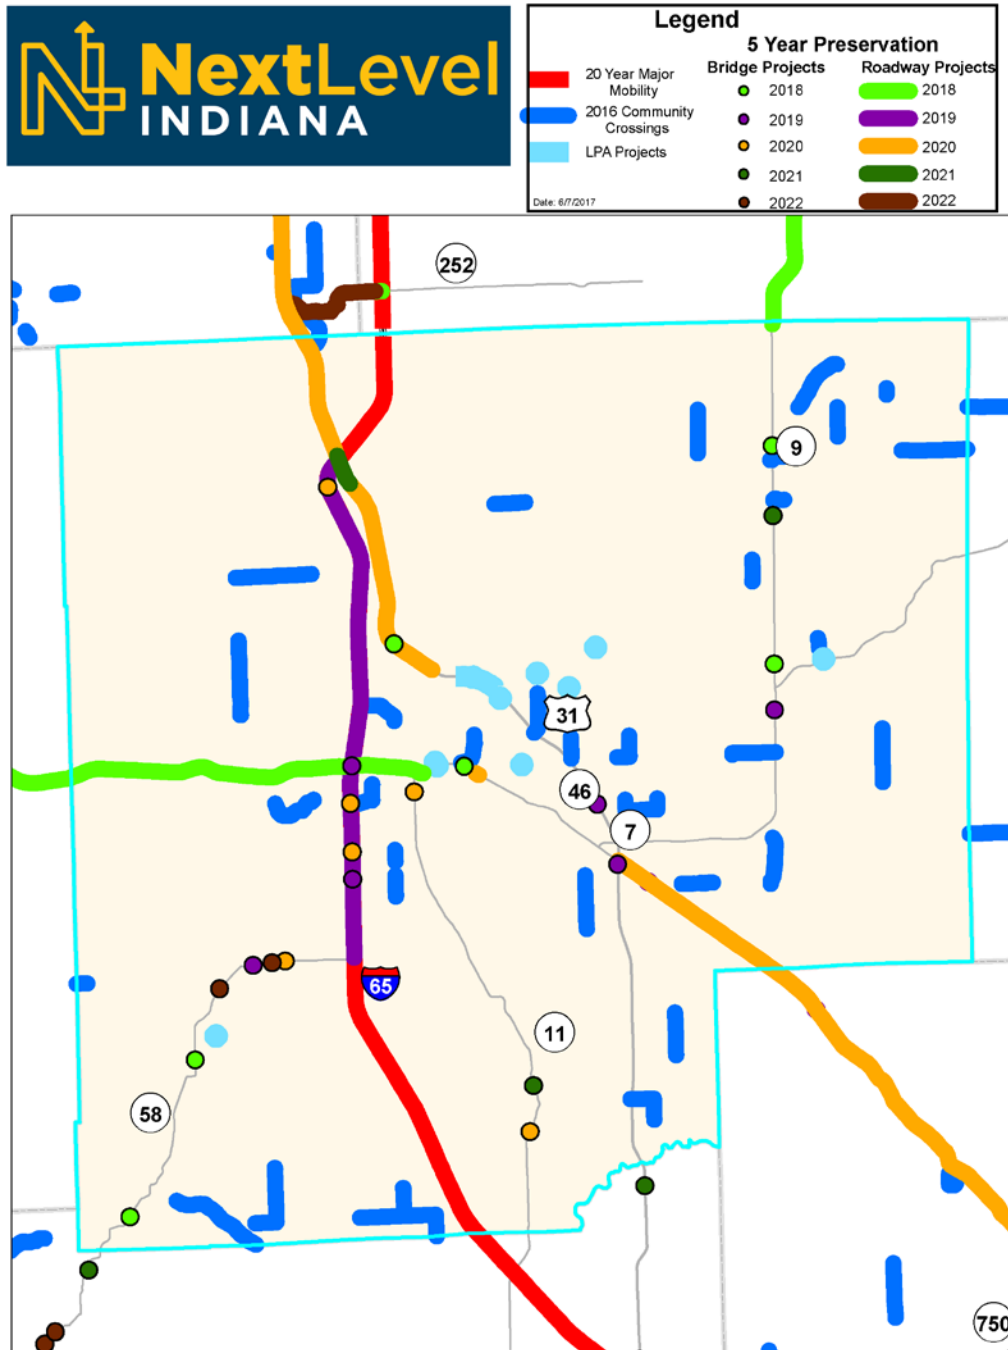 NextLevel
INDIANA
Legend
5 Year Preservation
Bridge Projects
Roadway Projects
20 Year Major
Mobility
2016 Community
Crossings
LPA Projects
2018
2019
2020
2021
2022
2018
2019
2020
2021
2022
Date: 6/7/2017
252
9
31
46
7
65
11
58
750